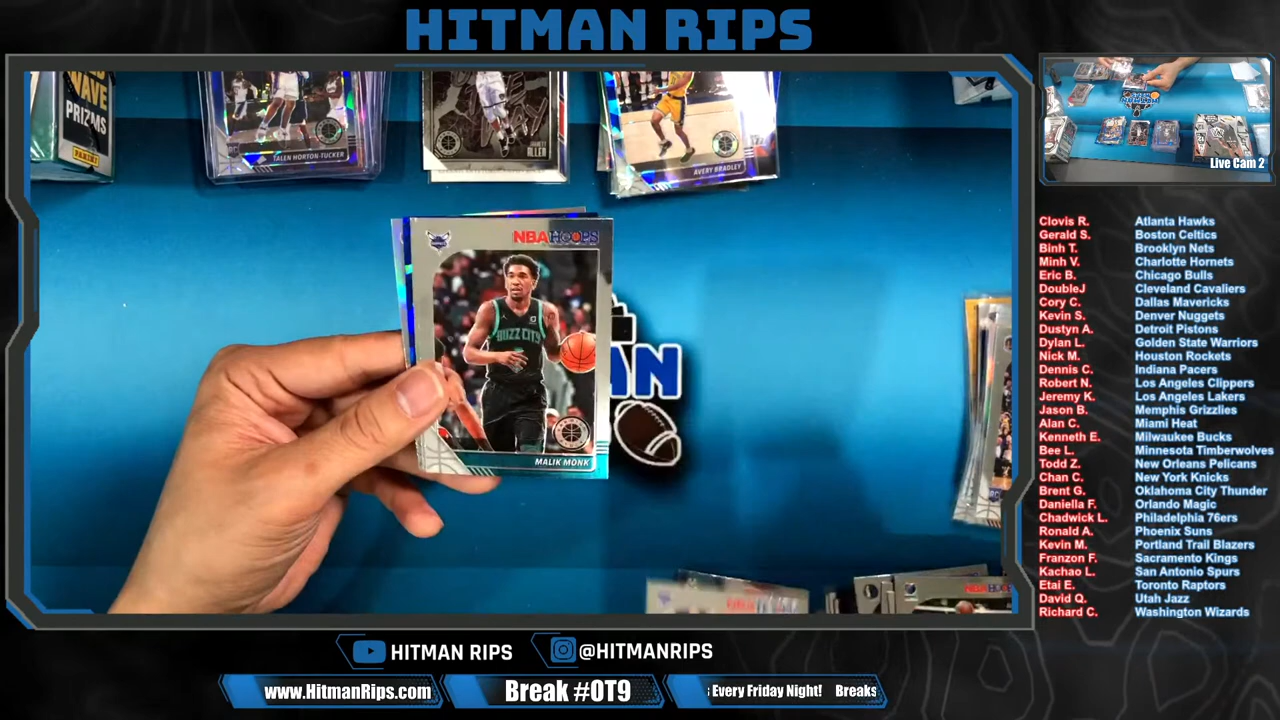 HITMAN RIPS
WAVE
PRIZMS
PANINI
TALEN HORTON-TUCKER
JARRETT
ALLEN
AVERY BRADLEY
Live Cam 2
NBA HOOPS
BUZZ CITY
MALIK MONK
Clovis R. Atlanta Hawks
Gerald S. Boston Celtics
Binh T. Brooklyn Nets
Minh V. Charlotte Hornets
Eric B. Chicago Bulls
DoubleJ Cleveland Cavaliers
Cory C. Dallas Mavericks
Kevin S. Denver Nuggets
Dustyn A. Detroit Pistons
Dylan L. Golden State Warriors
Nick M. Houston Rockets
Dennis C. Indiana Pacers
Robert N. Los Angeles Clippers
Jeremy K. Los Angeles Lakers
Jason B. Memphis Grizzlies
Alan C. Miami Heat
Kenneth E. Milwaukee Bucks
Bee L. Minnesota Timberwolves
Todd Z. New Orleans Pelicans
Chan C. New York Knicks
Brent G. Oklahoma City Thunder
Daniella F. Orlando Magic
Chadwick L. Philadelphia 76ers
Ronald A. Phoenix Suns
Kevin M. Portland Trail Blazers
Franzon F. Sacramento Kings
Kachao L. San Antonio Spurs
Etai E. Toronto Raptors
David Q. Utah Jazz
Richard C. Washington Wizards
HITMAN RIPS
@HITMANRIPS
www.HitmanRips.com
Break #OT9
: Every Friday Night! Breaks